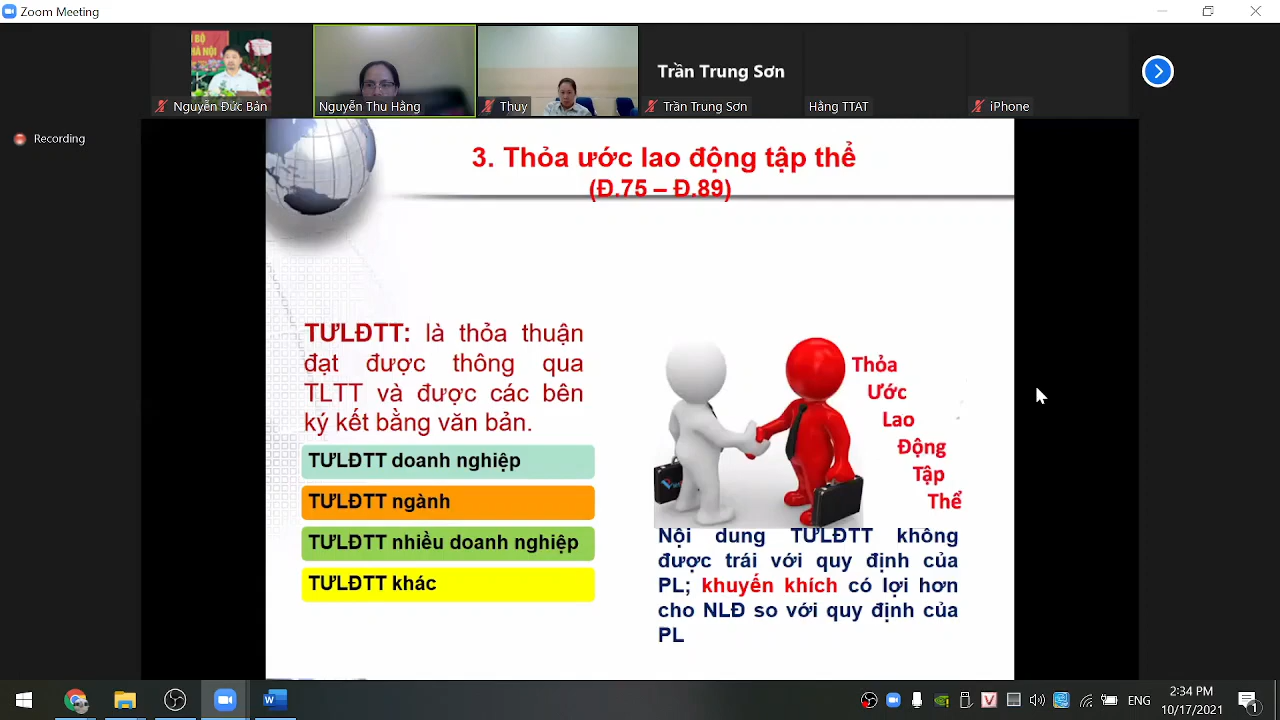 Zoom Meeting
BỘ
HÀ NỘI
Nguyễn Đức Bản
Nguyễn Thu Hằng
Thuy
Trần Trung Sơn
Trần Trung Sơn
Hằng TTAT
iPhone
Recording
3. Thỏa ước lao động tập thể
(Đ.75 – Đ.89)
TƯLĐTT: là thỏa thuận
đạt được thông qua
TLTT và được các bên
ký kết bằng văn bản.
TƯLĐTT doanh nghiệp
TƯLĐTT ngành
TƯLĐTT nhiều doanh nghiệp
TƯLĐTT khác
Thỏa
Ước
Lao
Động
Tập
Thể
Nội dung TƯLĐTT không
được trái với quy định của
PL; khuyến khích có lợi hơn
cho NLĐ so với quy định của
PL
ENG
2:34 PM
10/17/2021